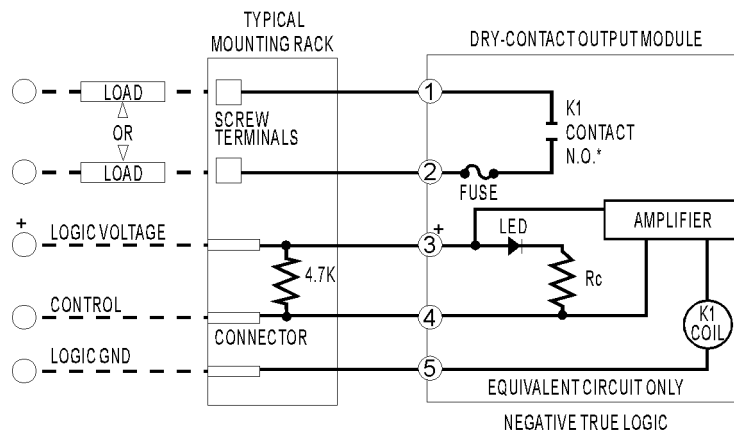 TYPICAL
MOUNTING RACK
DRY-CONTACT OUTPUT MODULE
LOAD
1
SCREW
TERMINALS
K1
CONTACT
N.O.*
OR
LOAD
2
FUSE
+
LOGIC VOLTAGE
3
+
LED
AMPLIFIER
4.7K
Rc
CONTROL
4
K1
COIL
CONNECTOR
LOGIC GND
5
EQUIVALENT CIRCUIT ONLY
NEGATIVE TRUE LOGIC